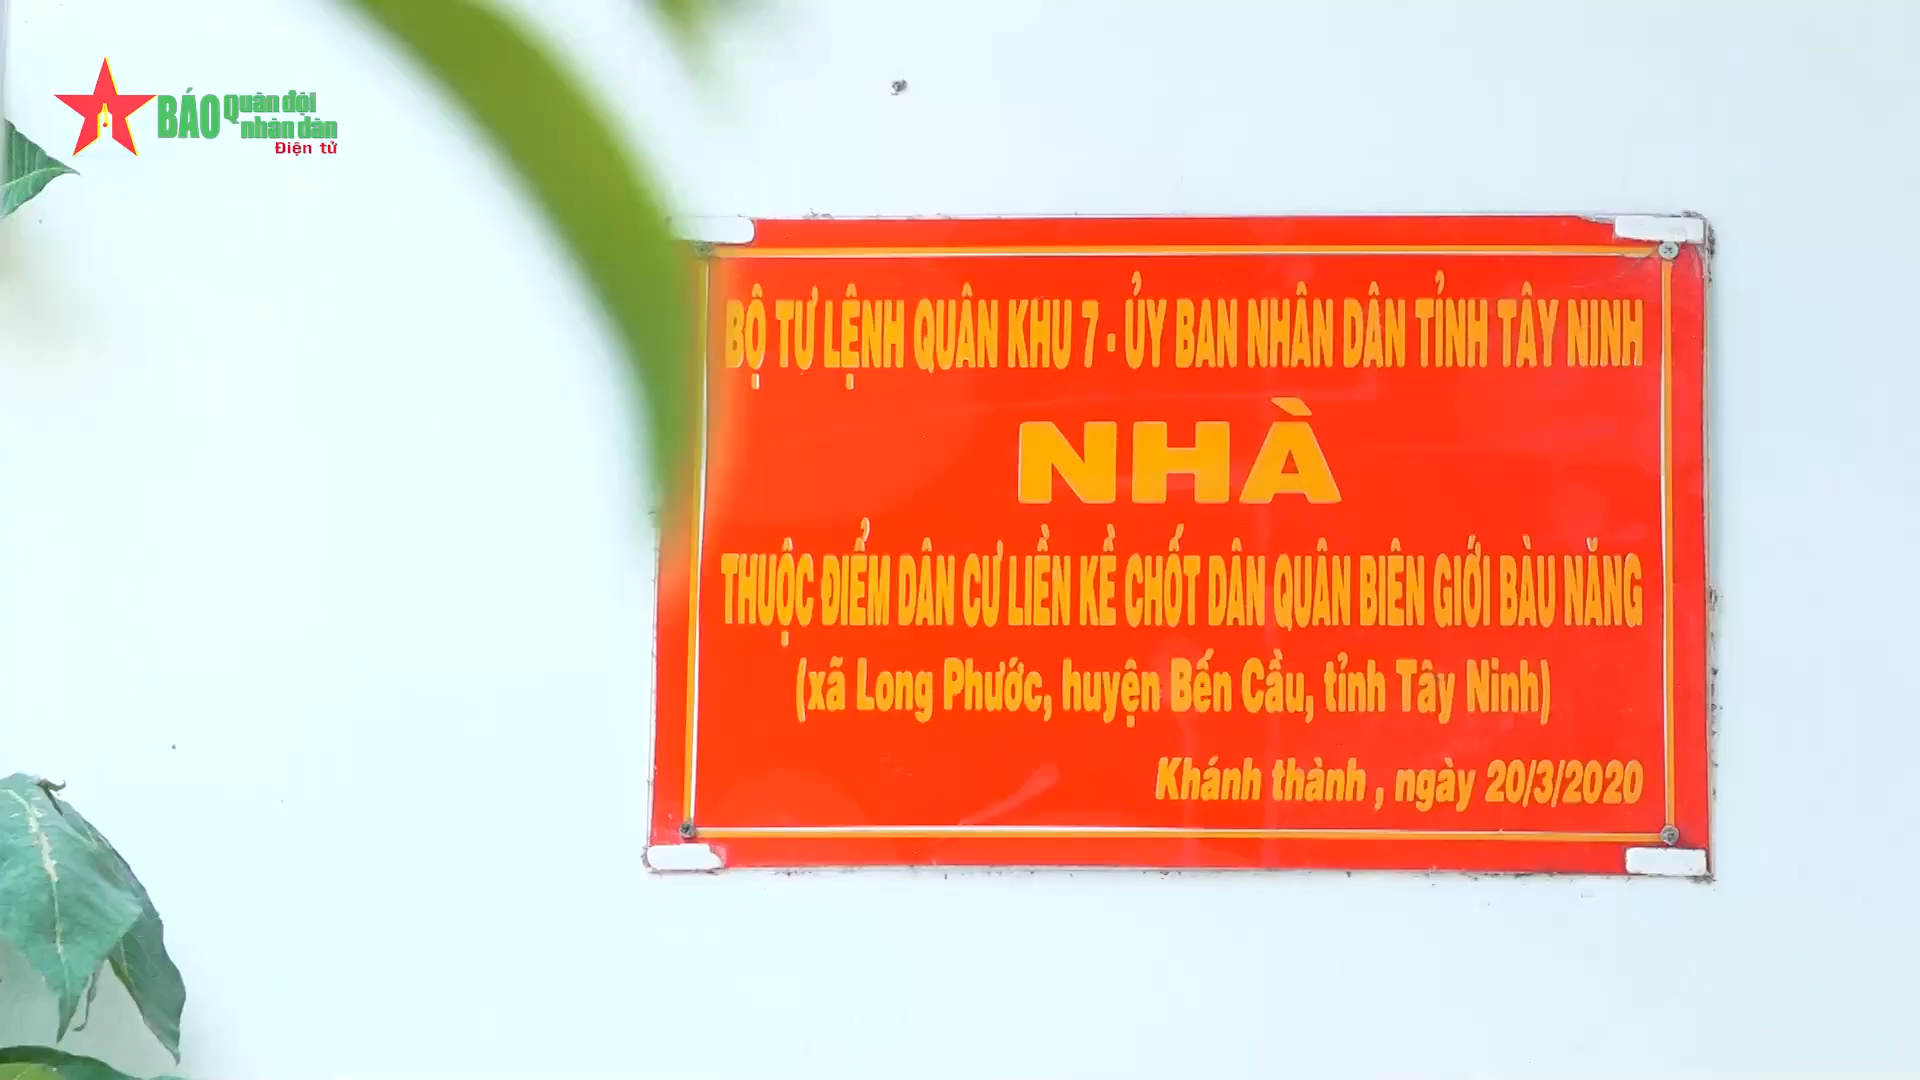 BÁO Quân đội
nhân dân
Điện tử
BỘ TƯ LỆNH QUÂN KHU 7 - ỦY BAN NHÂN DÂN TỈNH TÂY NINH
NHÀ
THUỘC ĐIỂM DÂN CƯ LIỀN KỀ CHỐT DÂN QUÂN BIÊN GIỚI BÀU NĂNG
(xã Long Phước, huyện Bến Cầu, tỉnh Tây Ninh)
Khánh thành , ngày 20/3/2020